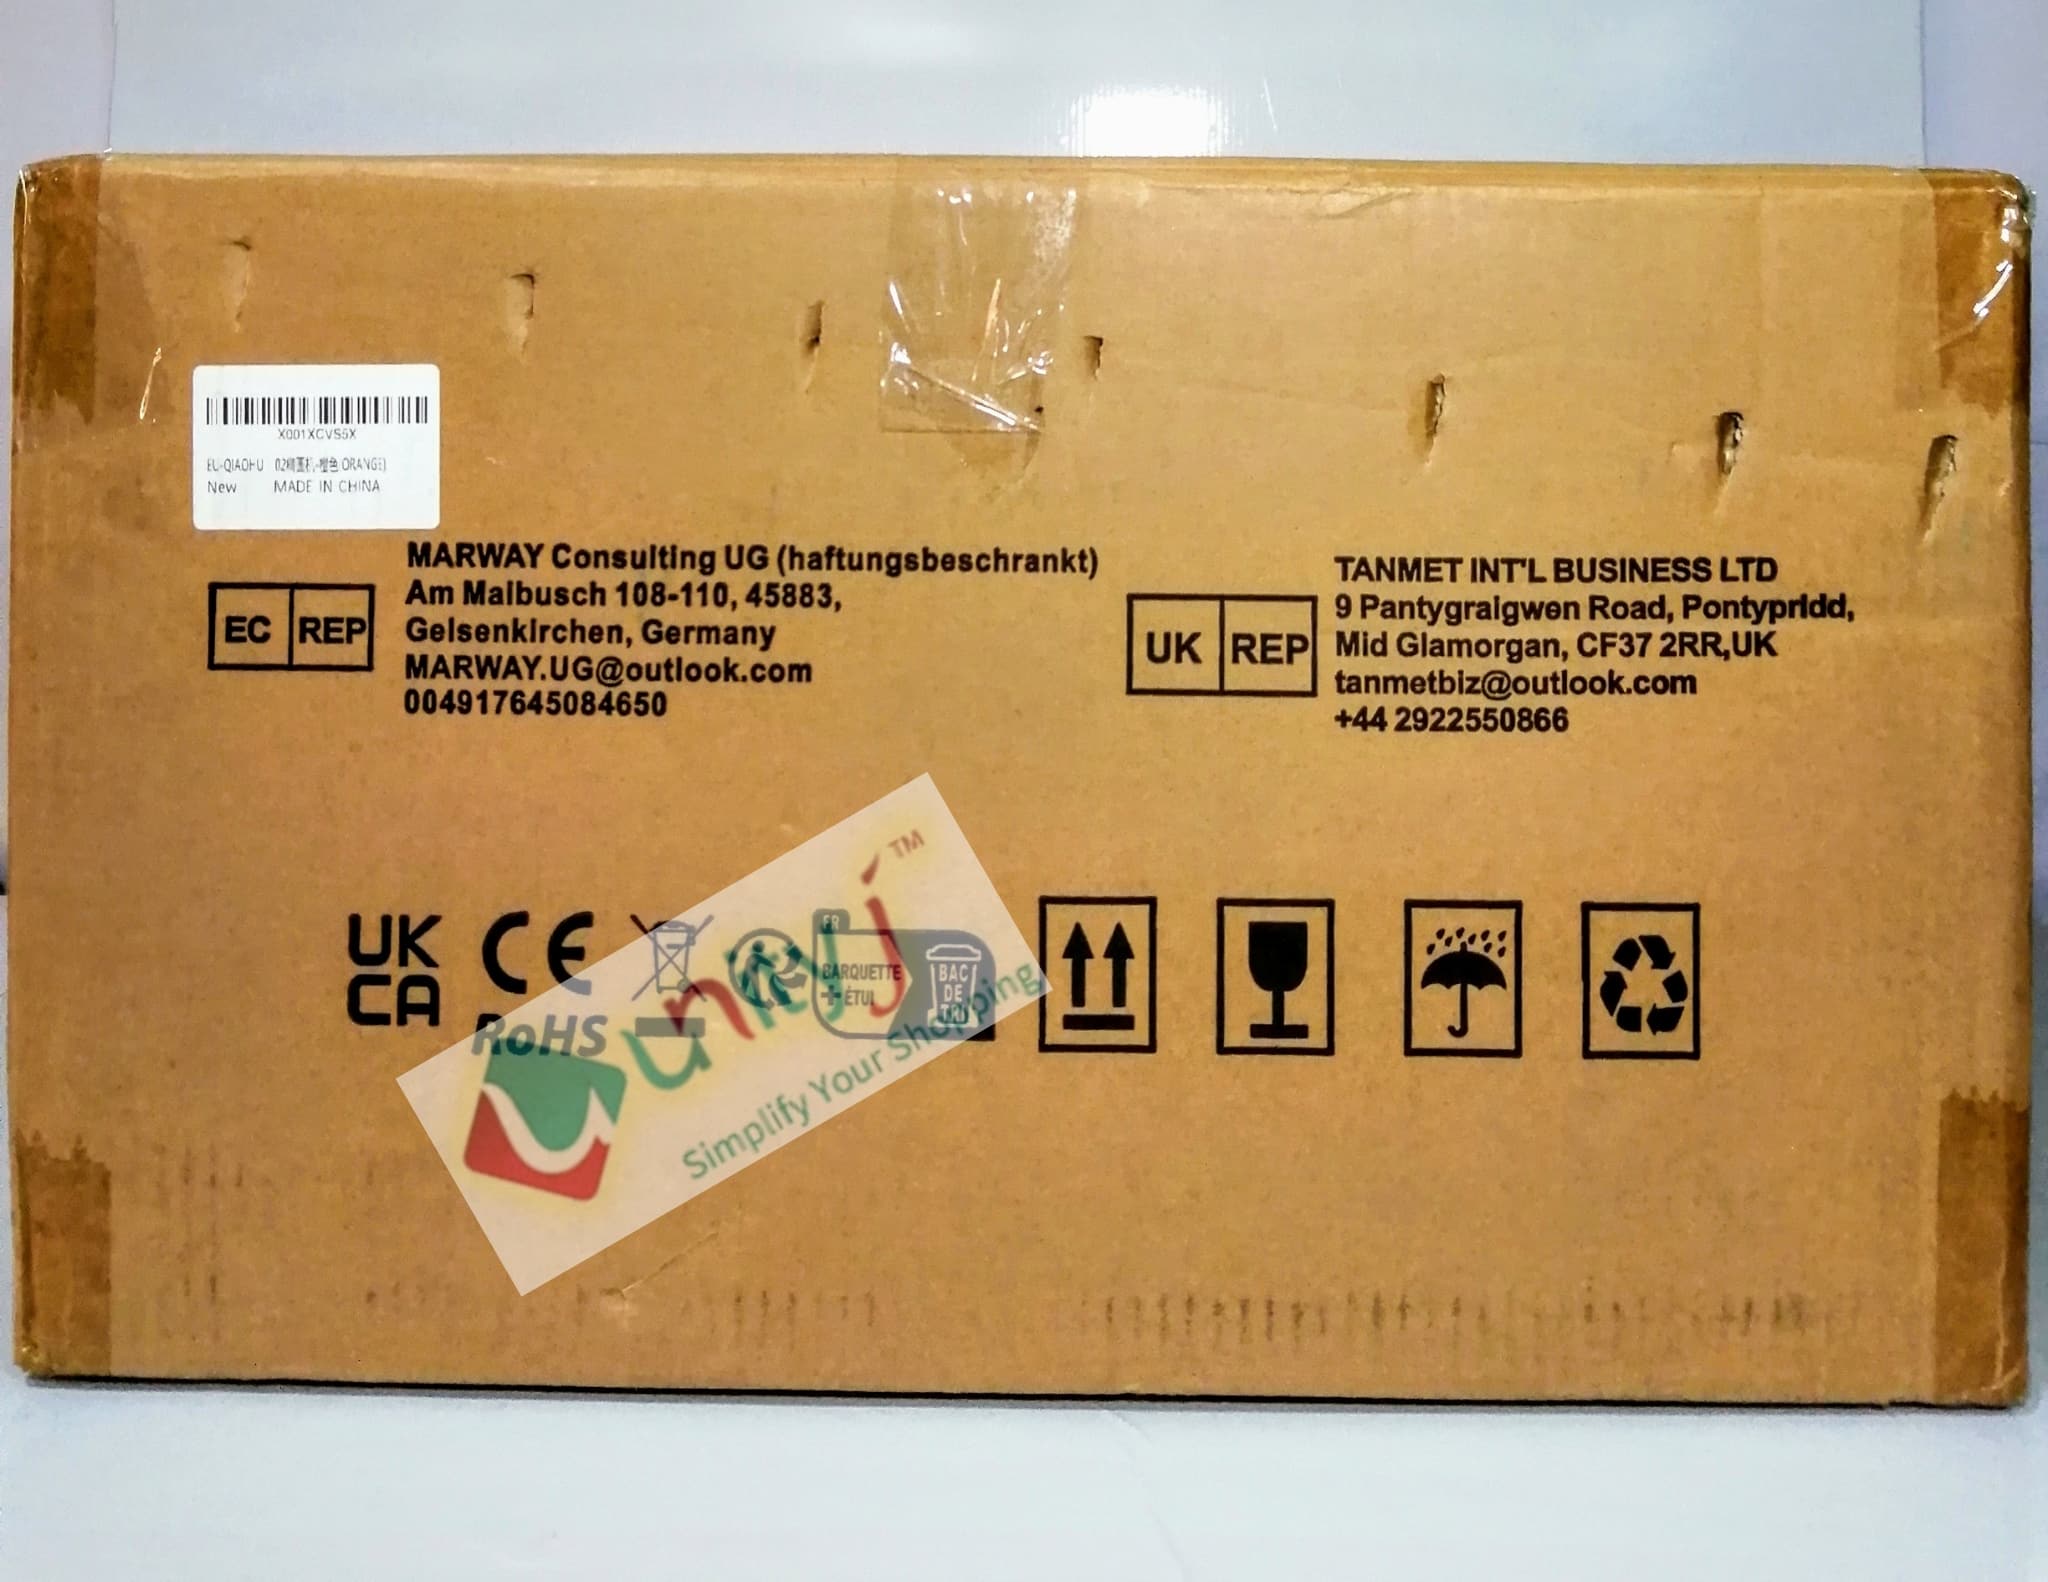 X001XCVS5X
EU-QIAOHU
ORANGE)
New MADE IN CHINA
MARWAY Consulting UG (haftungsbeschrankt)
Am Malbusch 108-110, 45883,
Gelsenkirchen, Germany
MARWAY.UG@outlook.com
004917645084650
EC REP
TANMET INT'L BUSINESS LTD
9 Pantygraigwen Road, Pontypridd,
Mid Glamorgan, CF37 2RR,UK
tanmetbiz@outlook.com
+44 2922550866
UK REP
UK
CA
CE
RoHS
FR
BARQUETTE
+ ÉTUI
BAC
DE
TRI
unityj™
Simplify Your Shopping